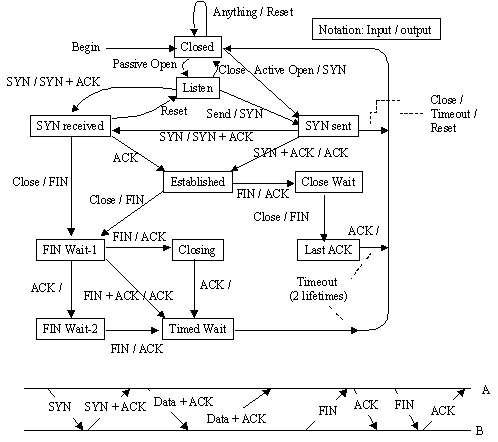 Anything / Reset
Notation: Input / output
Begin
Closed
Passive Open
Close
Active Open / SYN
Listen
SYN / SYN + ACK
Reset
Send / SYN
Close /
Timeout /
Reset
SYN received
SYN sent
SYN / SYN + ACK
ACK
SYN + ACK / ACK
Close / FIN
Established
Close Wait
FIN / ACK
Close / FIN
Close / FIN
FIN Wait-1
FIN / ACK
Closing
Last ACK
ACK /
ACK /
FIN + ACK / ACK
ACK /
Timeout
(2 lifetimes)
FIN Wait-2
FIN / ACK
Timed Wait
A
SYN
SYN + ACK
Data + ACK
Data + ACK
FIN
ACK
FIN
ACK
B